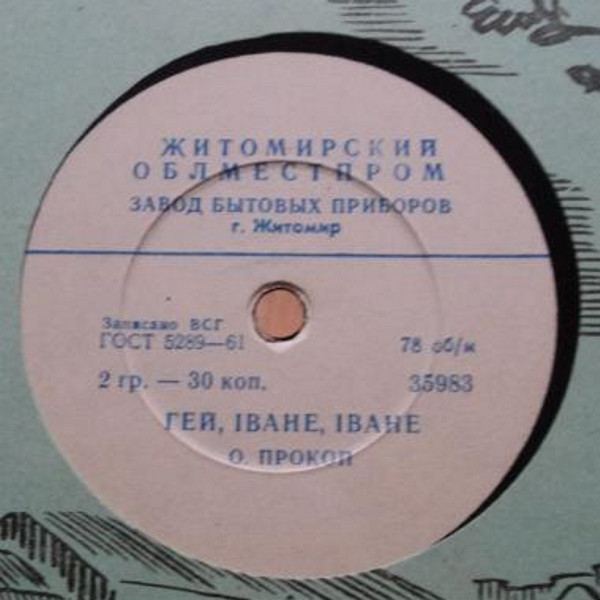 ЖИТОМИРСКИЙ
ОБЛМЕСТПРОМ
ЗАВОД БЫТОВЫХ ПРИБОРОВ
г. Житомир
Записано ВСГ
ГОСТ 5289—61
78 об/м
2 гр. — 30 коп.
35983
ГЕЙ, ІВАНЕ, ІВАНЕ
О. ПРОКОП